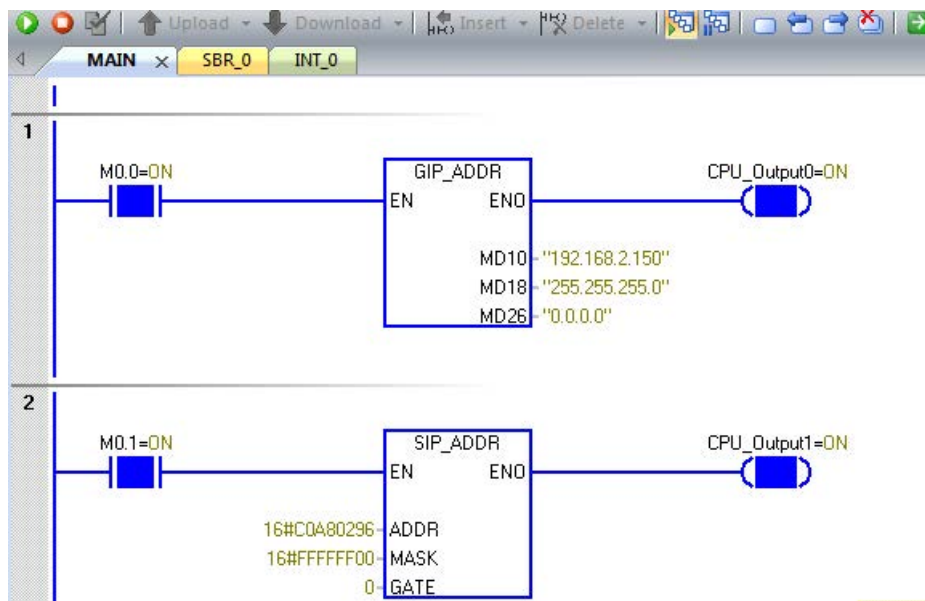 Upload Download Insert Delete
MAIN × SBR_0 INT_0
1
M0.0=ON GIP_ADDR CPU_Output0=ON
EN ENO
MD10 "192.168.2.150"
MD18 "255.255.255.0"
MD26 "0.0.0.0"
2
M0.1=ON SIP_ADDR CPU_Output1=ON
EN ENO
16#C0A80296 ADDR
16#FFFFFF00 MASK
0 GATE